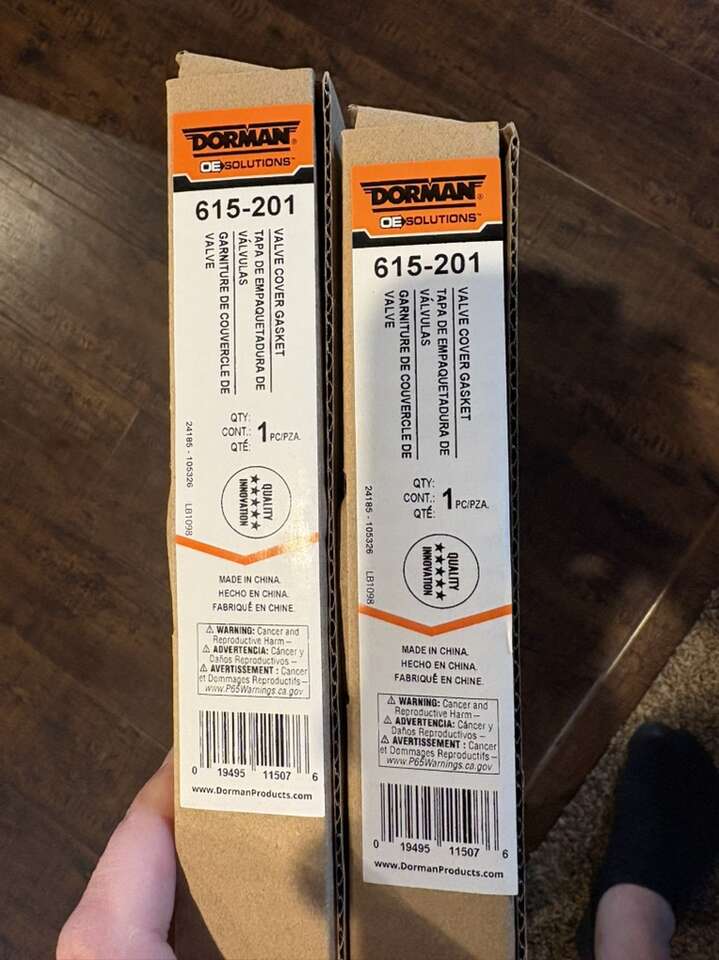 DORMAN®
OE SOLUTIONS™
615-201
VALVE COVER GASKET
TAPA DE EMPAQUETADURA DE
VÁLVULAS
GARNITURE DE COUVERCLE DE
VALVE
QTY:
CONT.: 1 PC/PZA.
QTÉ:
24185 - 105326 LB1098
QUALITY
★★★★★
INNOVATION
MADE IN CHINA.
HECHO EN CHINA.
FABRIQUÉ EN CHINE.
⚠ WARNING: Cancer and
Reproductive Harm –
⚠ ADVERTENCIA: Cáncer y
Daños Reproductivos –
⚠ AVERTISSEMENT : Cancer
et Dommages Reproductifs –
www.P65Warnings.ca.gov
0 19495 11507 6
www.DormanProducts.com
DORMAN®
OE SOLUTIONS™
615-201
VALVE COVER GASKET
TAPA DE EMPAQUETADURA DE
VÁLVULAS
GARNITURE DE COUVERCLE DE
VALVE
QTY:
CONT.: 1 PC/PZA.
QTÉ:
24185 - 105326 LB1098
QUALITY
★★★★★
INNOVATION
MADE IN CHINA.
HECHO EN CHINA.
FABRIQUÉ EN CHINE.
⚠ WARNING: Cancer and
Reproductive Harm –
⚠ ADVERTENCIA: Cáncer y
Daños Reproductivos –
⚠ AVERTISSEMENT : Cancer
et Dommages Reproductifs –
www.P65Warnings.ca.gov
0 19495 11507 6
www.DormanProducts.com